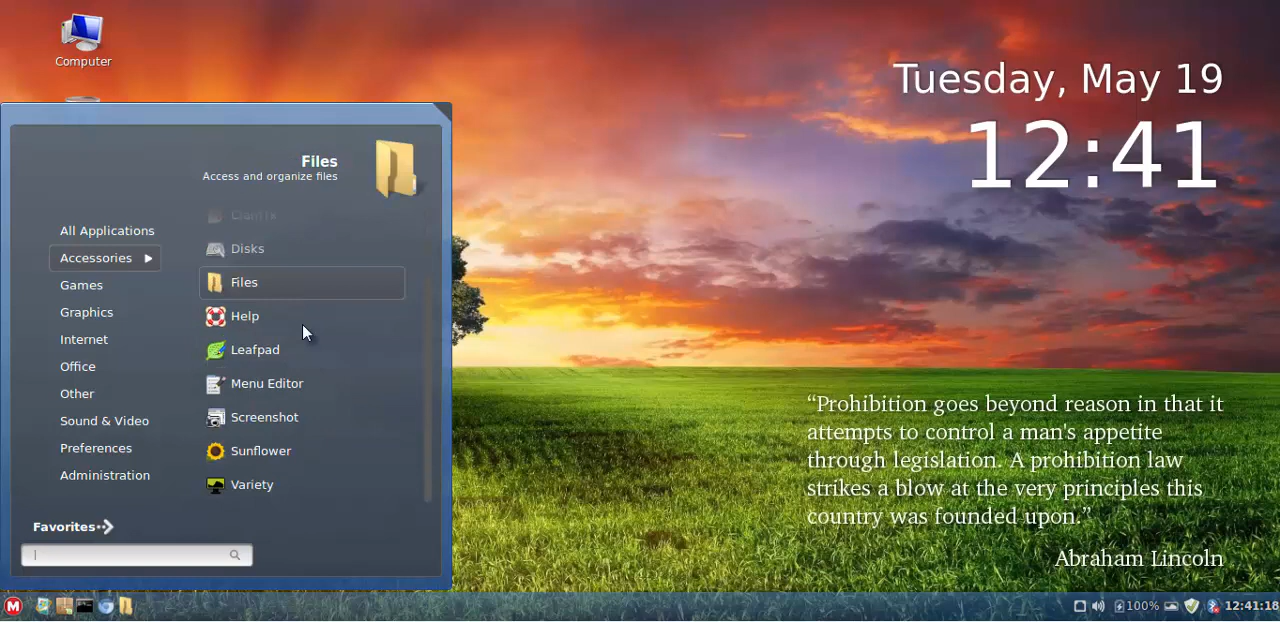 Computer
Tuesday, May 19
12:41
Files
Access and organize files
All Applications
Accessories
Games
Graphics
Internet
Office
Other
Sound & Video
Preferences
Administration
Disks
Files
Help
Leafpad
Menu Editor
Screenshot
Sunflower
Variety
Favorites
“Prohibition goes beyond reason in that it
attempts to control a man's appetite
through legislation. A prohibition law
strikes a blow at the very principles this
country was founded upon.”
Abraham Lincoln
M
100%
12:41:18